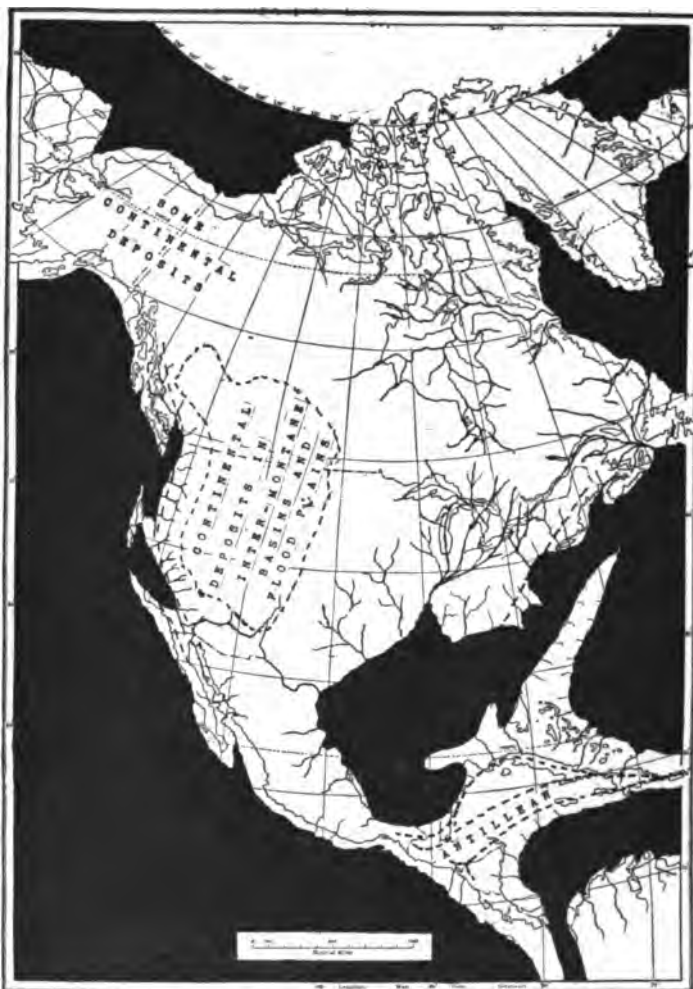 SOME
CONTINENTAL
DEPOSITS
CONTINENTAL
DEPOSITS IN
INTER MONTANE
BASINS AND
FLOOD PLAINS
ANTILLEAN